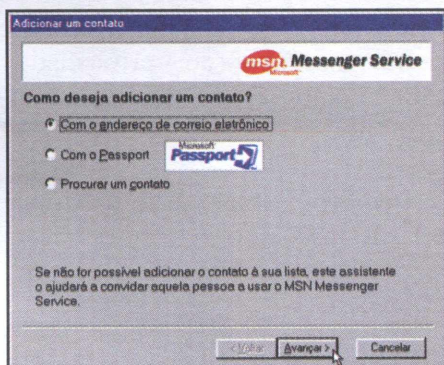 Adicionar um contato
msn. Messenger Service
Microsoft
Como deseja adicionar um contato?
Com o endereço de correio eletrônico
Com o Passport
Microsoft
Passport
Procurar um contato
Se não for possível adicionar o contato à sua lista, este assistente
o ajudará a convidar aquela pessoa a usar o MSN Messenger
Service.
< Voltar Avançar > Cancelar